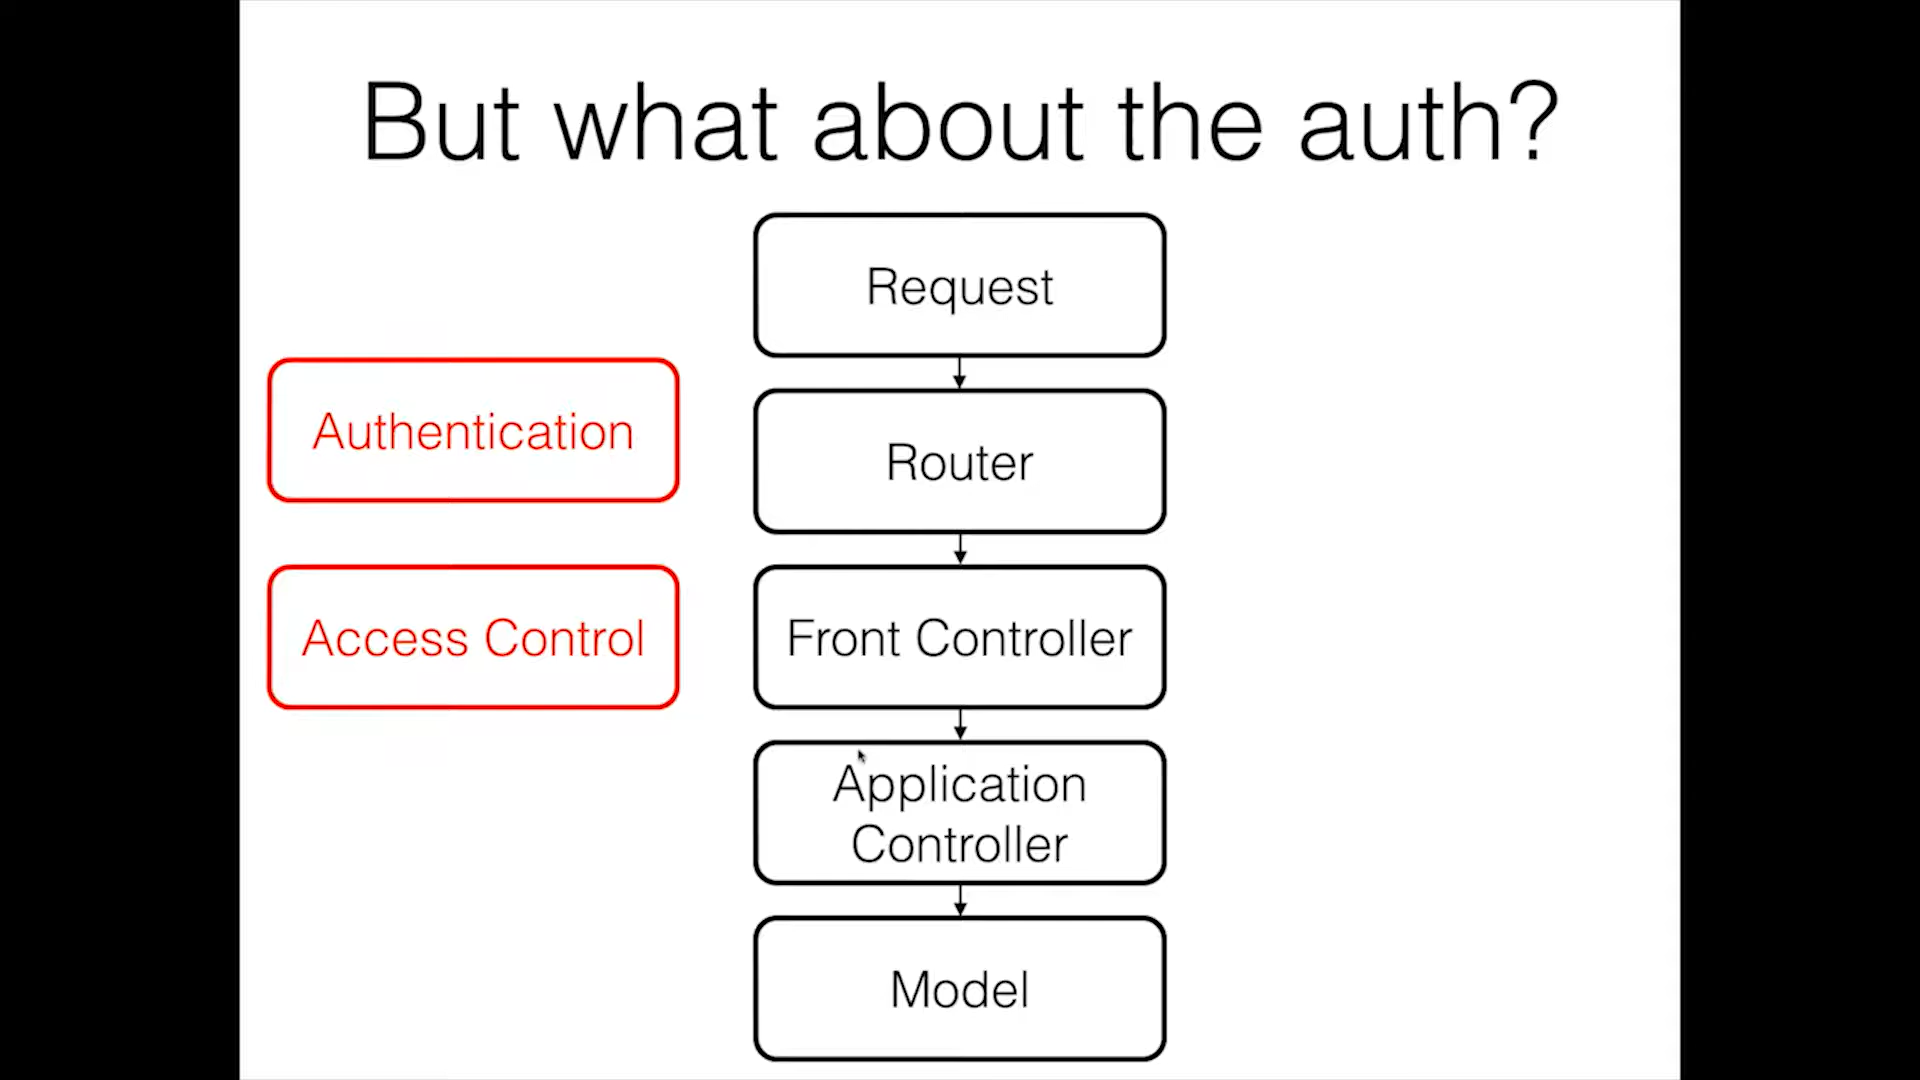 But what about the auth?
Request
Authentication
Router
Access Control
Front Controller
Application
Controller
Model